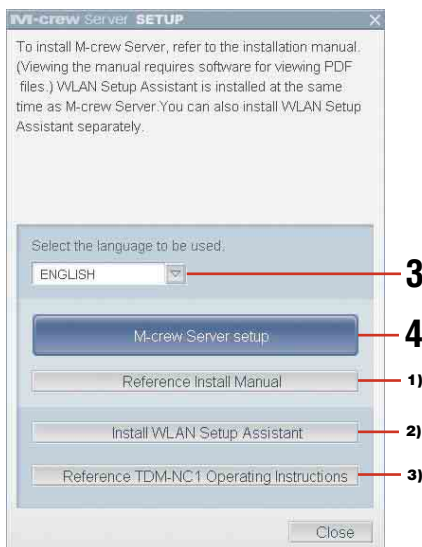 M-crew Server SETUP X
To install M-crew Server, refer to the installation manual.
(Viewing the manual requires software for viewing PDF
files.) WLAN Setup Assistant is installed at the same
time as M-crew Server.You can also install WLAN Setup
Assistant separately.
Select the language to be used.
ENGLISH
3
M-crew Server setup
4
Reference Install Manual
1)
Install WLAN Setup Assistant
2)
Reference TDM-NC1 Operating Instructions
3)
Close